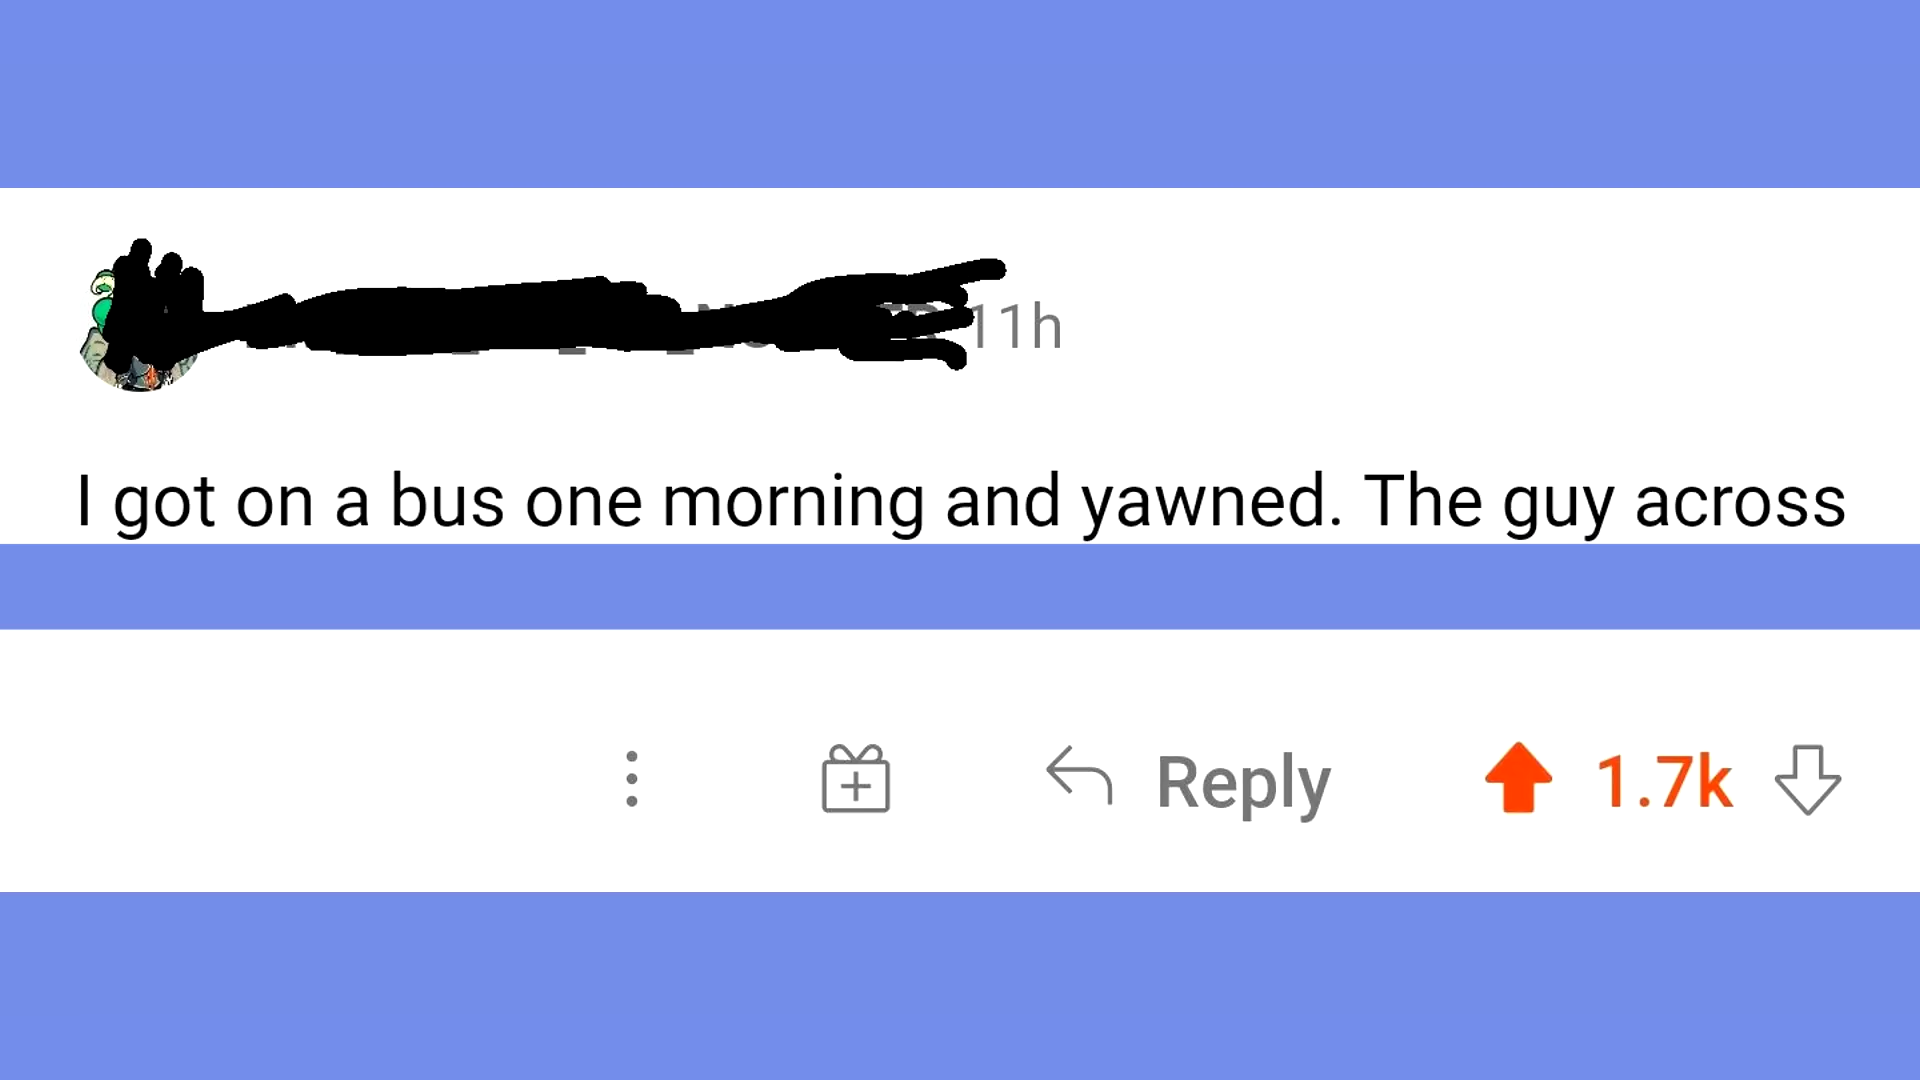 11h
I got on a bus one morning and yawned. The guy across
Reply 1.7k